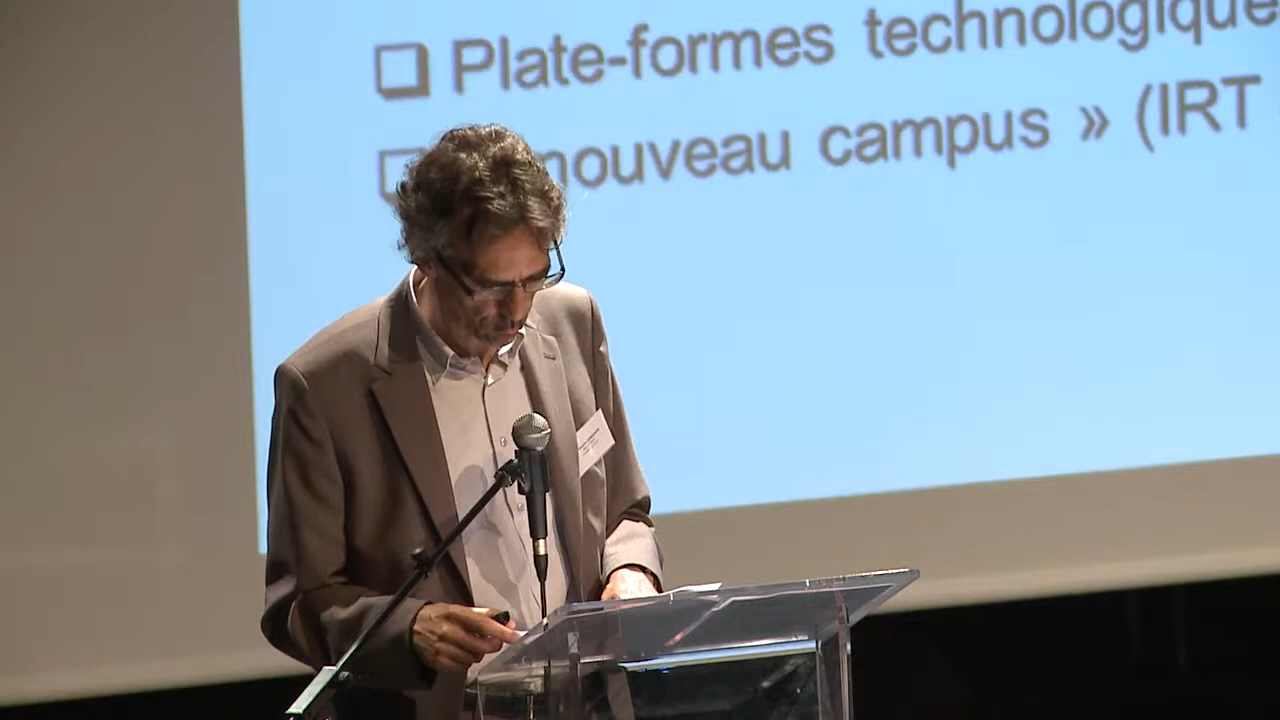 ❑ Plate-formes technologique
❑ nouveau campus » (IRT